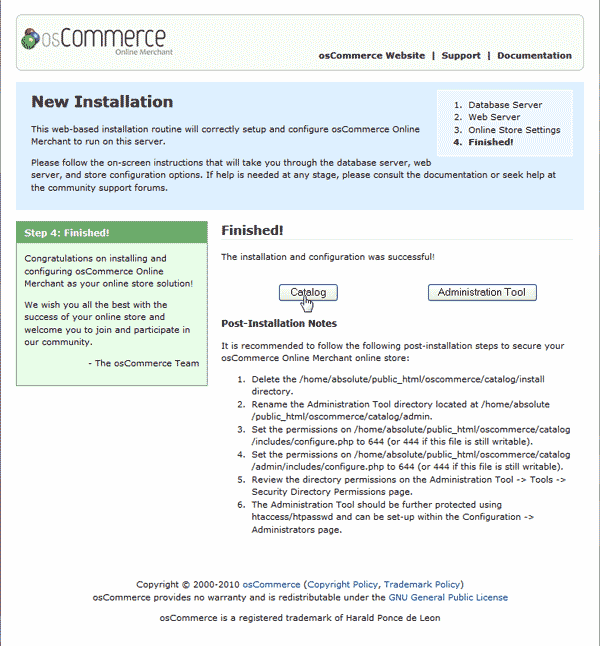 osCommerce
Online Merchant
osCommerce Website | Support | Documentation
New Installation
This web-based installation routine will correctly setup and configure osCommerce Online
Merchant to run on this server.
Please follow the on-screen instructions that will take you through the database server, web
server, and store configuration options. If help is needed at any stage, please consult the documentation or seek help at
the community support forums.
1. Database Server
2. Web Server
3. Online Store Settings
4. Finished!
Step 4: Finished!
Congratulations on installing and
configuring osCommerce Online
Merchant as your online store solution!
We wish you all the best with the
success of your online store and
welcome you to join and participate in
our community.
- The osCommerce Team
Finished!
The installation and configuration was successful!
Catalog
Administration Tool
Post-Installation Notes
It is recommended to follow the following post-installation steps to secure your
osCommerce Online Merchant online store:
1. Delete the /home/absolute/public_html/oscommerce/catalog/install
directory.
2. Rename the Administration Tool directory located at /home/absolute
/public_html/oscommerce/catalog/admin.
3. Set the permissions on /home/absolute/public_html/oscommerce/catalog
/includes/configure.php to 644 (or 444 if this file is still writable).
4. Set the permissions on /home/absolute/public_html/oscommerce/catalog
/admin/includes/configure.php to 644 (or 444 if this file is still writable).
5. Review the directory permissions on the Administration Tool -> Tools ->
Security Directory Permissions page.
6. The Administration Tool should be further protected using
htaccess/htpasswd and can be set-up within the Configuration ->
Administrators page.
Copyright © 2000-2010 osCommerce (Copyright Policy, Trademark Policy)
osCommerce provides no warranty and is redistributable under the GNU General Public License
osCommerce is a registered trademark of Harald Ponce de Leon